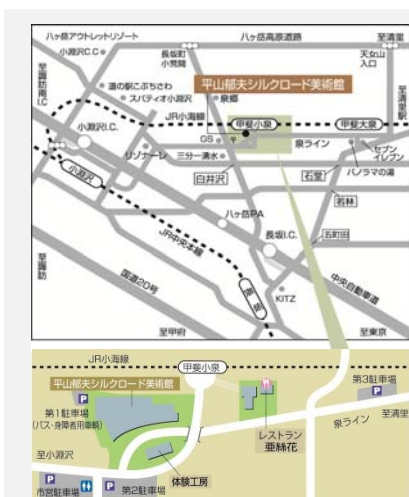 八ヶ岳アウトレットリゾート
八ヶ岳高原道路
至清里
小淵沢C.C
長坂町
小荒間
天女山
入口
至諏訪南I.C
平山郁夫シルクロード美術館
道の駅こぶちさわ
スパティオ小淵沢
泉郷
至清里駅
JR小海線
甲斐小泉
甲斐大泉
小淵沢I.C.
GS
〒
泉ライン
セブン
イレブン
リゾナーレ
三分一湧水
パノラマの湯
小淵沢
白井沢
石堂
若林
八ヶ岳PA
長坂I.C.
五町田
JR中央本線
至諏訪
国道20号
長坂
KITZ
中央自動車道
至甲府
至東京
JR小海線
甲斐小泉
平山郁夫シルクロード美術館
P
第3駐車場
P
第1駐車場
(バス・身障者用車輌)
レストラン
亜絲花
泉ライン
至清里
至小淵沢
体験工房
P
市営駐車場
P
第2駐車場